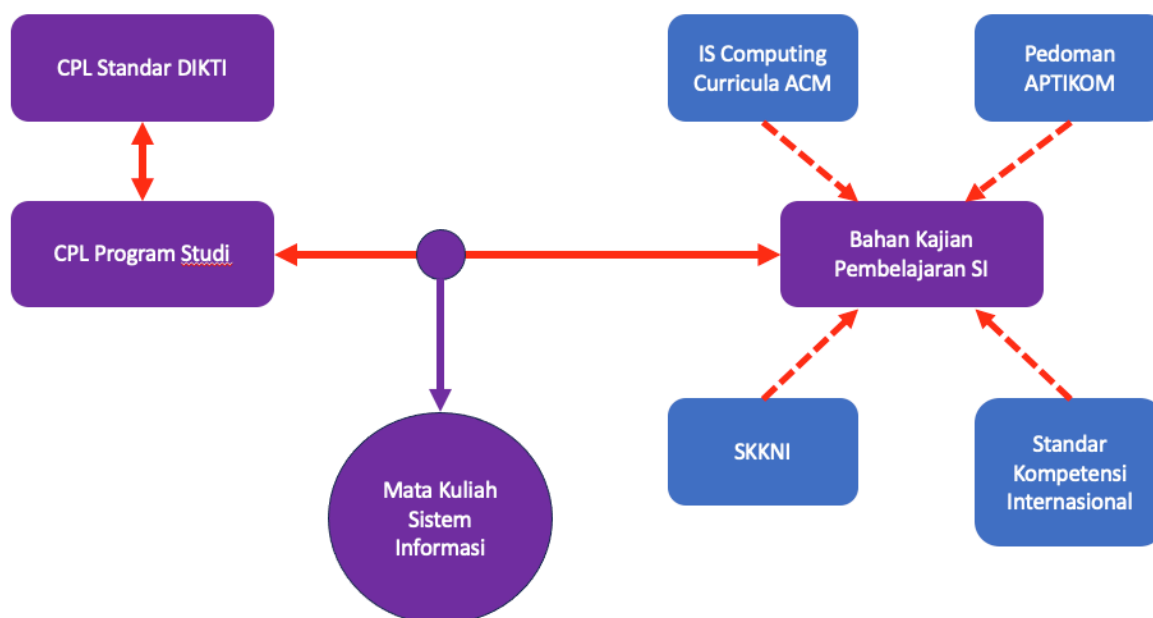 CPL Standar DIKTI
IS Computing
Curricula ACM
Pedoman
APTIKOM
CPL Program Studi
Bahan Kajian
Pembelajaran SI
Mata Kuliah
Sistem
Informasi
SKKNI
Standar
Kompetensi
Internasional